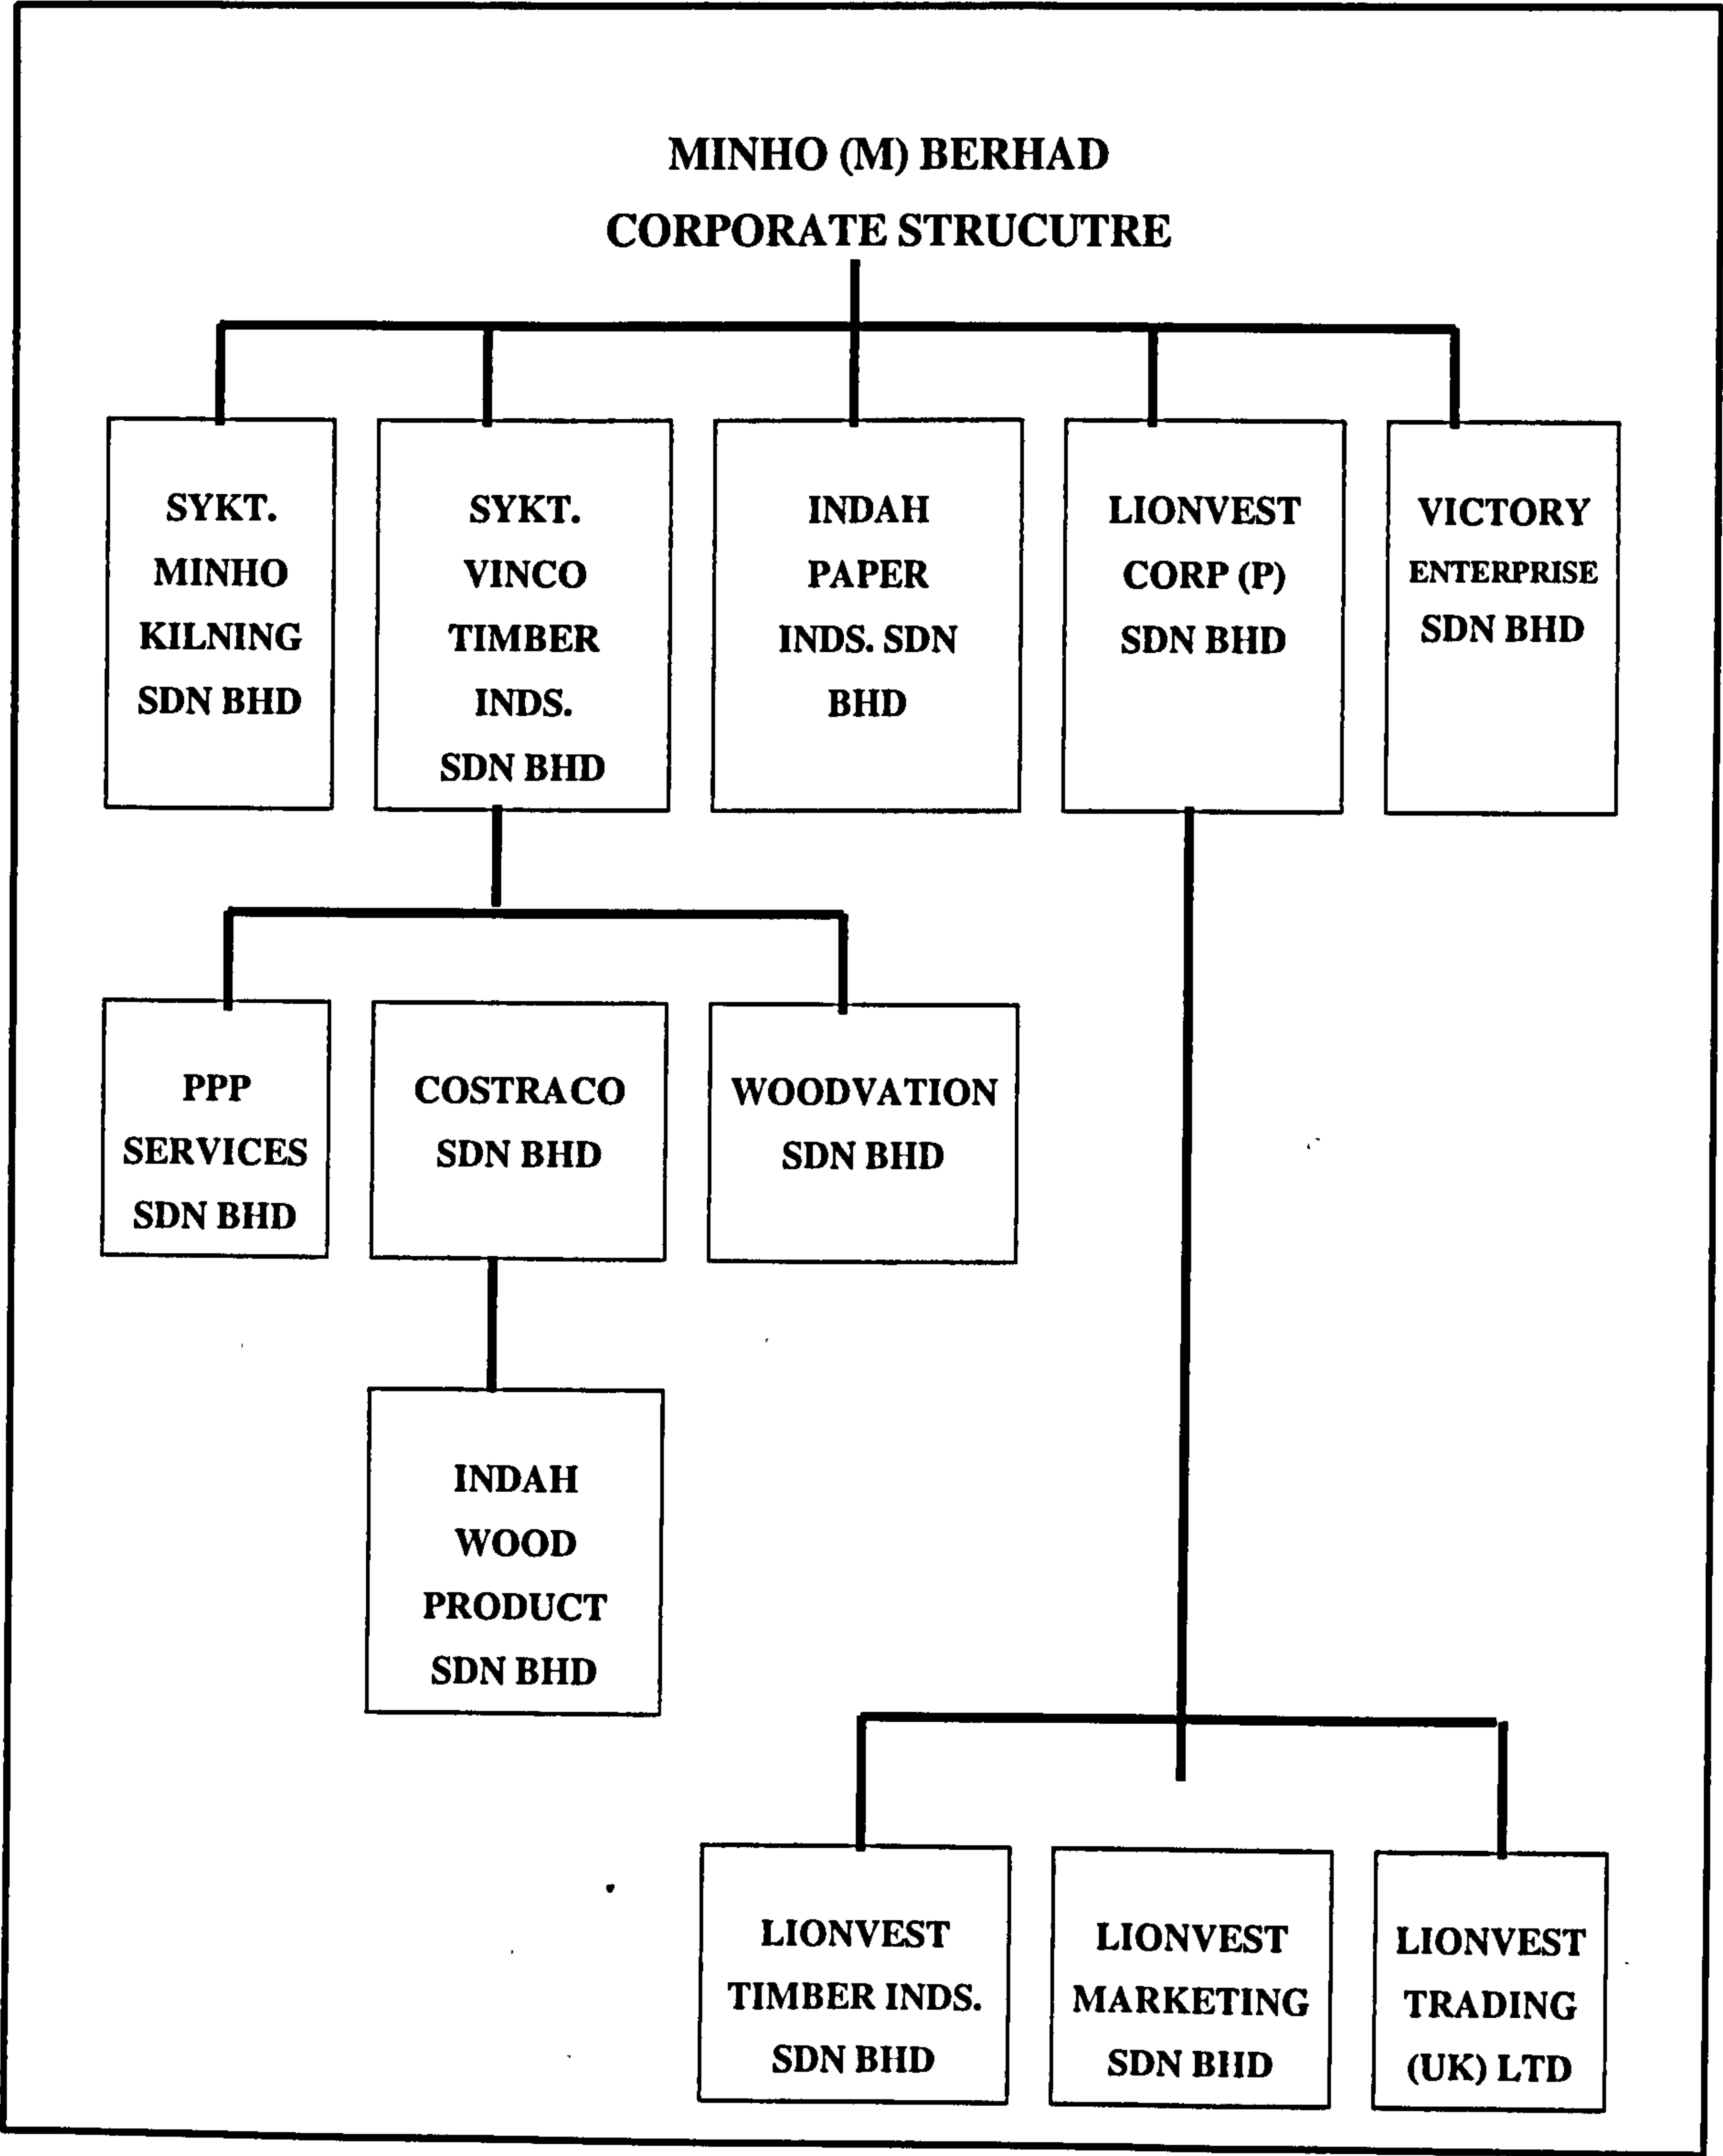 MINHO (M) BERHAD
CORPORATE STRUCUTRE
SYKT.
MINHO
KILNING
SDN BHD
SYKT.
VINCO
TIMBER
INDS.
SDN BHD
INDAH
PAPER
INDS. SDN
BHD
LIONVEST
CORP (P)
SDN BHD
VICTORY
ENTERPRISE
SDN BHD
PPP
SERVICES
SDN BHD
COSTRACO
SDN BHD
WOODVATION
SDN BHD
INDAH
WOOD
PRODUCT
SDN BHD
LIONVEST
TIMBER INDS.
SDN BHD
LIONVEST
MARKETING
SDN BHD
LIONVEST
TRADING
(UK) LTD